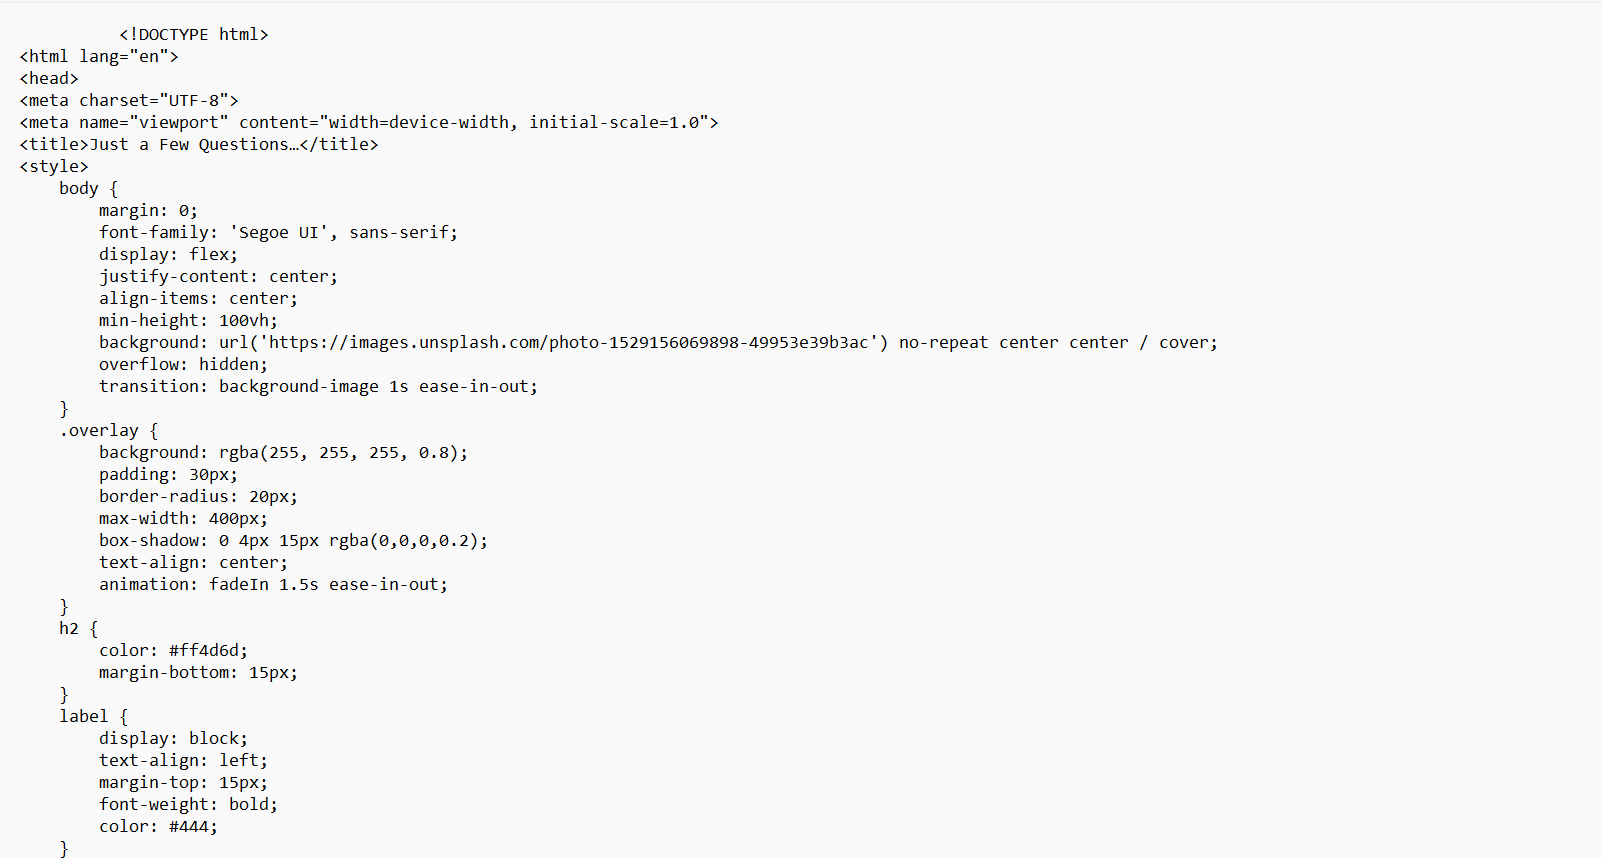 <!DOCTYPE html>
<html lang="en">
<head>
<meta charset="UTF-8">
<meta name="viewport" content="width=device-width, initial-scale=1.0">
<title>Just a Few Questions…</title>
<style>
    body {
        margin: 0;
        font-family: 'Segoe UI', sans-serif;
        display: flex;
        justify-content: center;
        align-items: center;
        min-height: 100vh;
        background: url('https://images.unsplash.com/photo-1529156069898-49953e39b3ac') no-repeat center center / cover;
        overflow: hidden;
        transition: background-image 1s ease-in-out;
    }
    .overlay {
        background: rgba(255, 255, 255, 0.8);
        padding: 30px;
        border-radius: 20px;
        max-width: 400px;
        box-shadow: 0 4px 15px rgba(0,0,0,0.2);
        text-align: center;
        animation: fadeIn 1.5s ease-in-out;
    }
    h2 {
        color: #ff4d6d;
        margin-bottom: 15px;
    }
    label {
        display: block;
        text-align: left;
        margin-top: 15px;
        font-weight: bold;
        color: #444;
    }